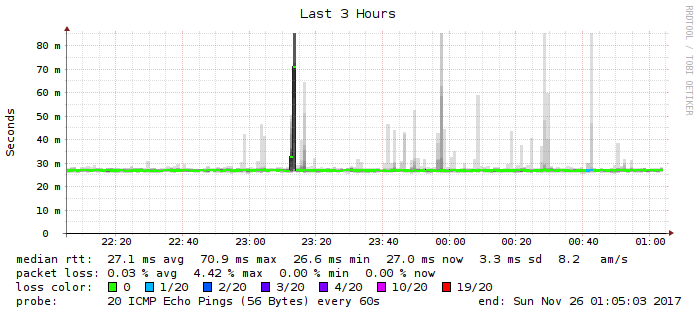 Last 3 Hours
RRDTOOL / TOBI OETIKER
Seconds
80 m
70 m
60 m
50 m
40 m
30 m
20 m
10 m
0
22:20 22:40 23:00 23:20 23:40 00:00 00:20 00:40 01:00
median rtt: 27.1 ms avg 70.9 ms max 26.6 ms min 27.0 ms now 3.3 ms sd 8.2 am/s
packet loss: 0.03 % avg 4.42 % max 0.00 % min 0.00 % now
loss color: 0 1/20 2/20 3/20 4/20 10/20 19/20
probe: 20 ICMP Echo Pings (56 Bytes) every 60s end: Sun Nov 26 01:05:03 2017